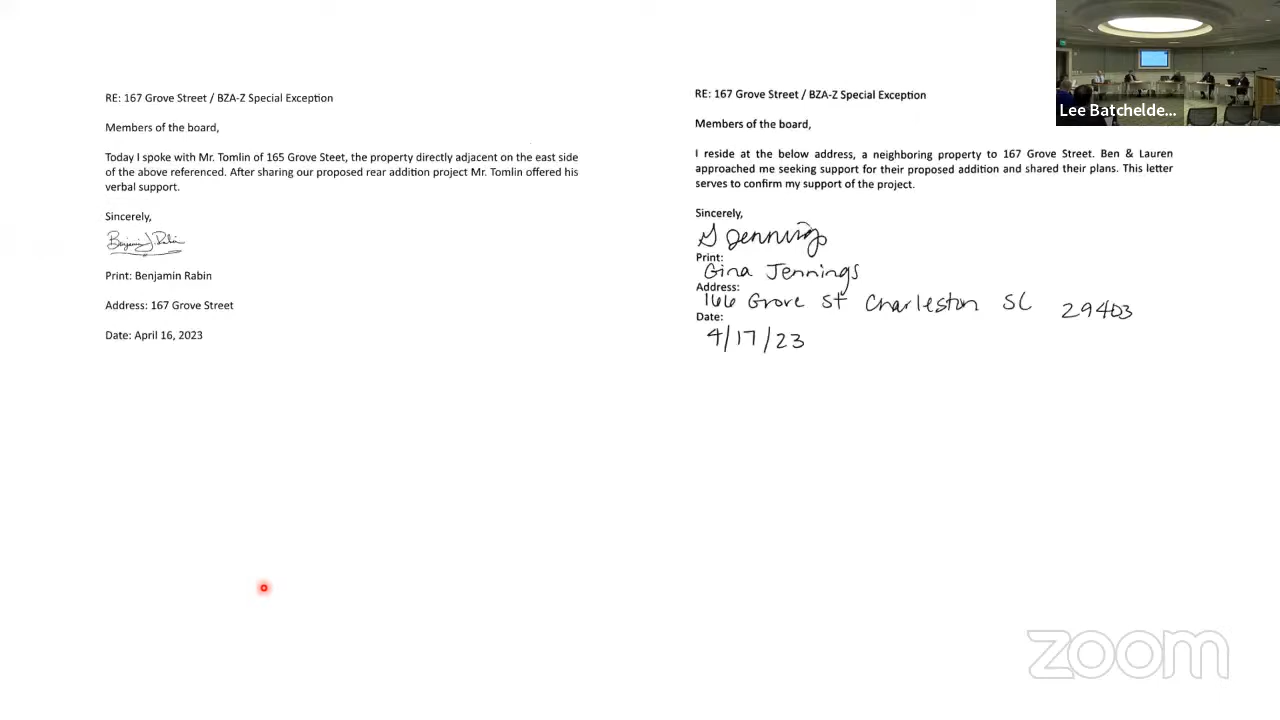 RE: 167 Grove Street / BZA-Z Special Exception
Members of the board,
Today I spoke with Mr. Tomlin of 165 Grove Steet, the property directly adjacent on the east side
of the above referenced. After sharing our proposed rear addition project Mr. Tomlin offered his
verbal support.
Sincerely,
Benjamin J. Rabin
Print: Benjamin Rabin
Address: 167 Grove Street
Date: April 16, 2023
RE: 167 Grove Street / BZA-Z Special Exception
Members of the board,
I reside at the below address, a neighboring property to 167 Grove Street. Ben & Lauren
approached me seeking support for their proposed addition and shared their plans. This letter
serves to confirm my support of the project.
Sincerely,
G Jennings
Print:
Gina Jennings
Address:
166 Grove St Charleston SC 29403
Date:
4/17/23
Lee Batchelde...
zoom